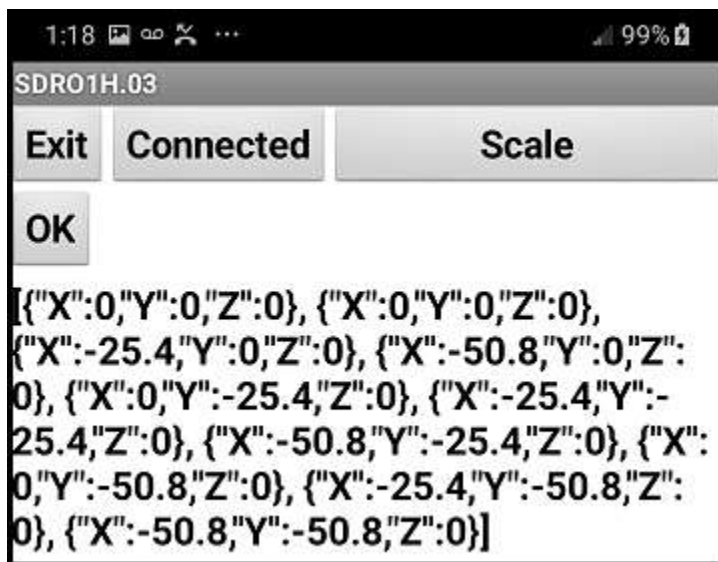 1:18 99%
SDRO1H.03
Exit Connected Scale
OK
[{"X":0,"Y":0,"Z":0}, {"X":0,"Y":0,"Z":0},
{"X":-25.4,"Y":0,"Z":0}, {"X":-50.8,"Y":0,"Z":
0}, {"X":0,"Y":-25.4,"Z":0}, {"X":-25.4,"Y":-
25.4,"Z":0}, {"X":-50.8,"Y":-25.4,"Z":0}, {"X":
0,"Y":-50.8,"Z":0}, {"X":-25.4,"Y":-50.8,"Z":
0}, {"X":-50.8,"Y":-50.8,"Z":0}]